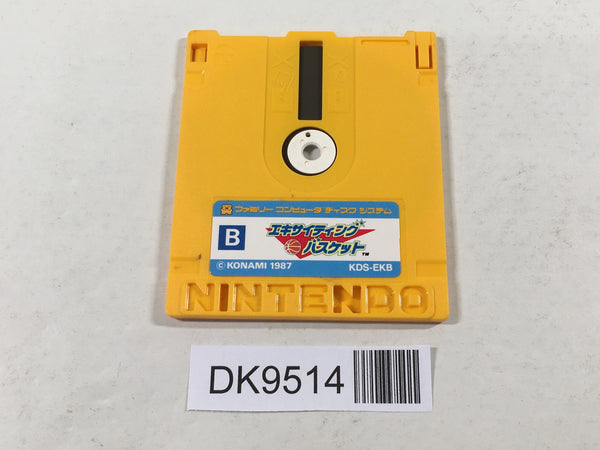 ファミリー コンピュータ ディスク システム
B
エキサイティング
バスケット TM
© KONAMI 1987 KDS-EKB
NINTENDO
DK9514